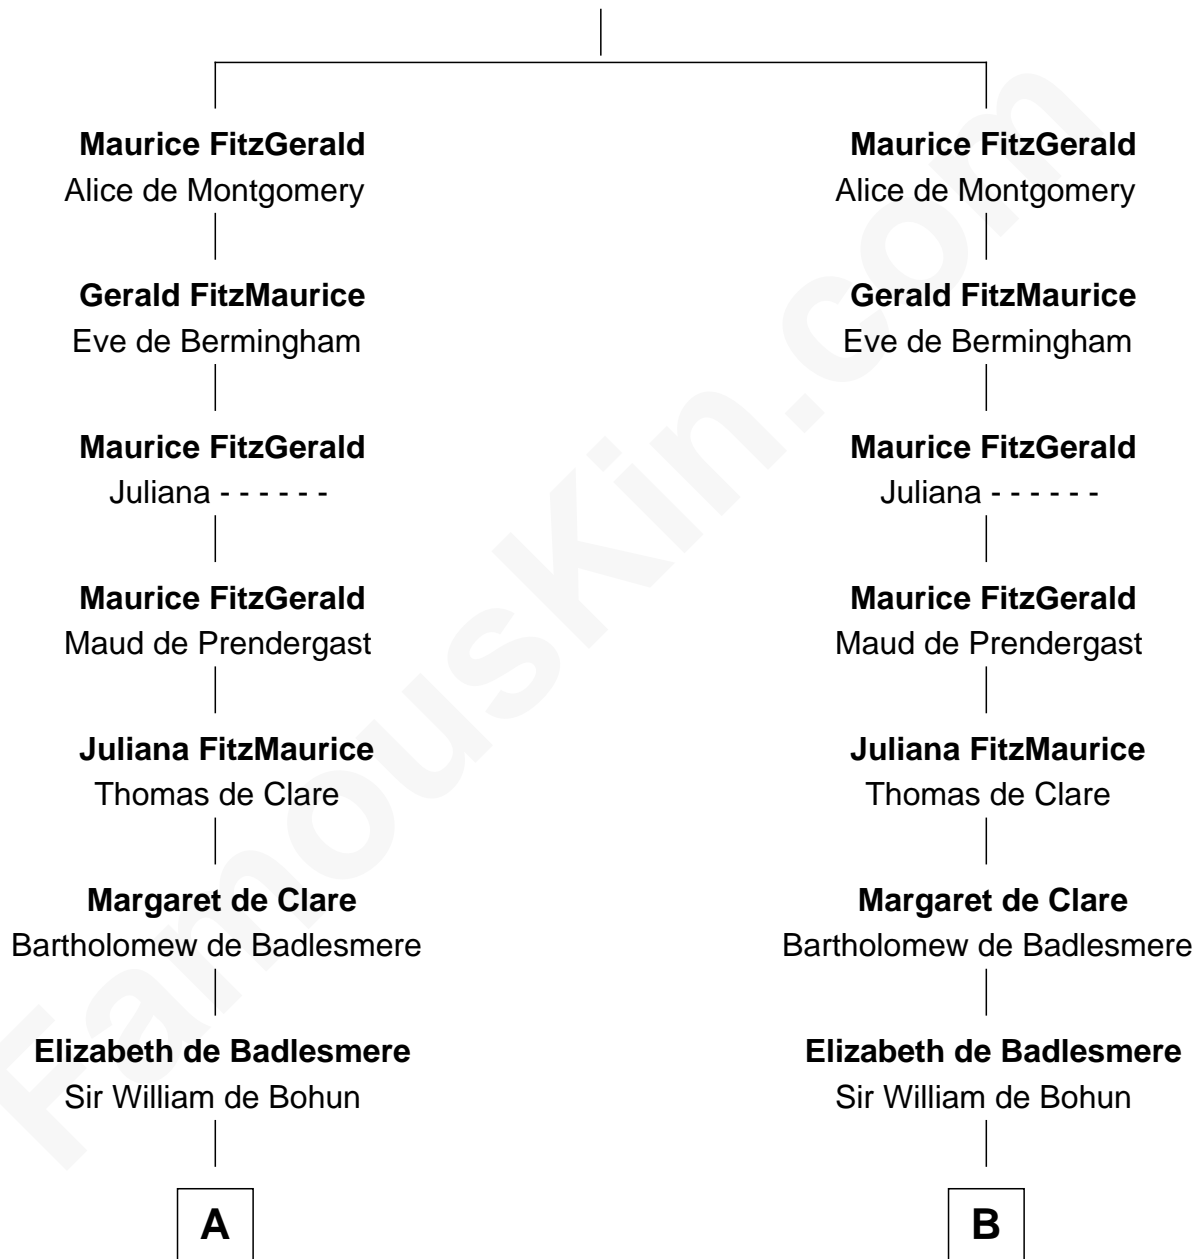 Maurice FitzGerald Maurice FitzGerald
Alice de Montgomery Alice de Montgomery
Gerald FitzMaurice Gerald FitzMaurice
Eve de Bermingham Eve de Bermingham
Maurice FitzGerald Maurice FitzGerald
Juliana - - - - - - Juliana - - - - - -
Maurice FitzGerald Maurice FitzGerald
Maud de Prendergast Maud de Prendergast
Juliana FitzMaurice Juliana FitzMaurice
Thomas de Clare Thomas de Clare
Margaret de Clare Margaret de Clare
Bartholomew de Badlesmere Bartholomew de Badlesmere
Elizabeth de Badlesmere Elizabeth de Badlesmere
Sir William de Bohun Sir William de Bohun
A B
FamousKin.com